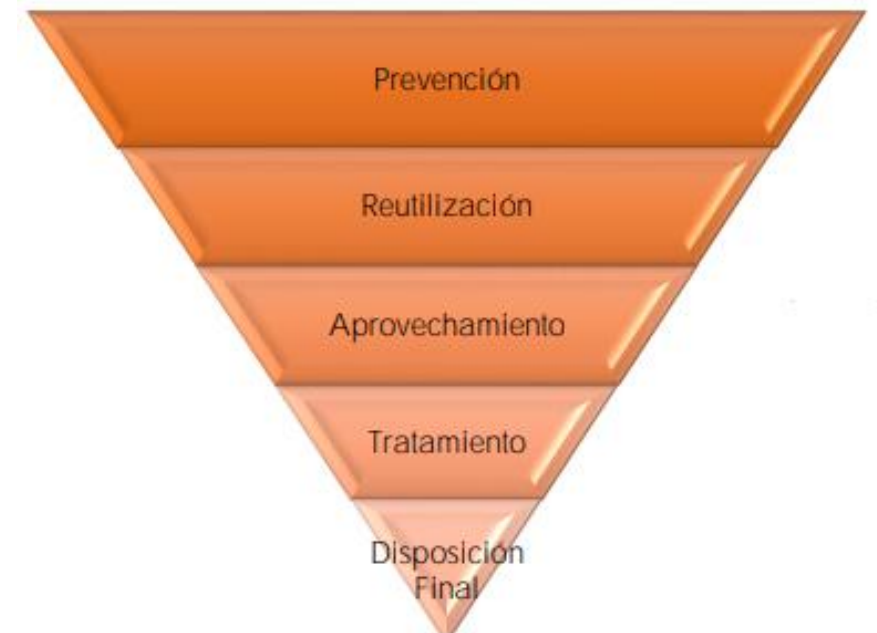 Prevención
Reutilización
Aprovechamiento
Tratamiento
Disposición
Final